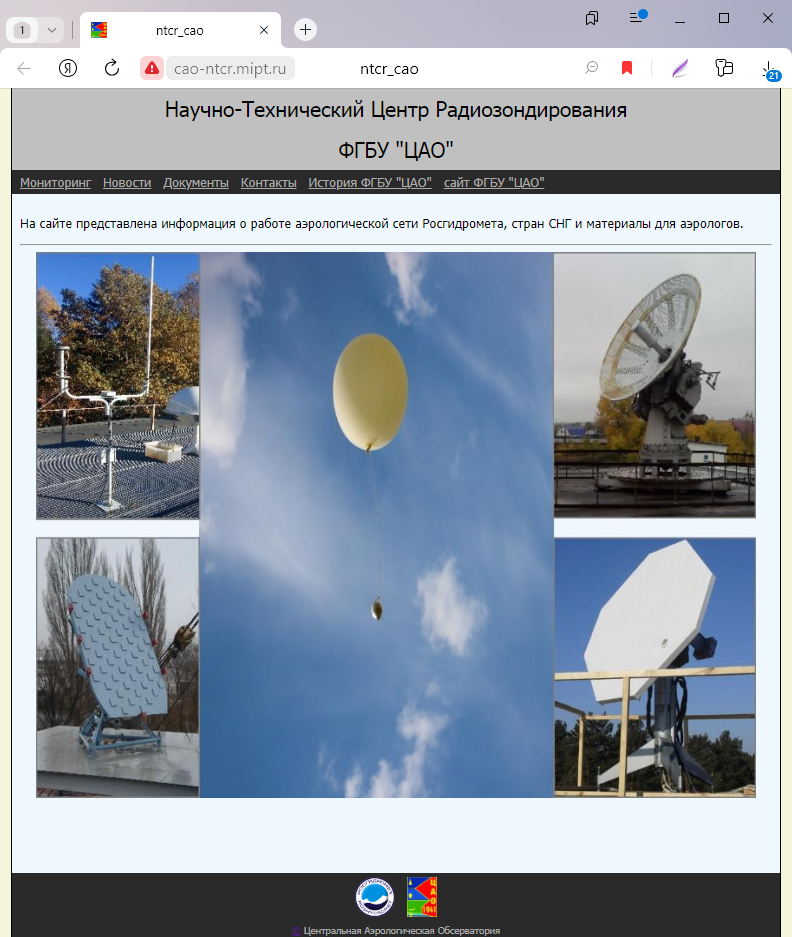 1
ntcr_cao
cao-ntcr.mipt.ru
ntcr_cao
21
Научно-Технический Центр Радиозондирования
ФГБУ "ЦАО"
Мониторинг Новости Документы Контакты История ФГБУ "ЦАО" сайт ФГБУ "ЦАО"
На сайте представлена информация о работе аэрологической сети Росгидромета, стран СНГ и материалы для аэрологов.
ЦАО
1941
© Центральная Аэрологическая Обсерватория